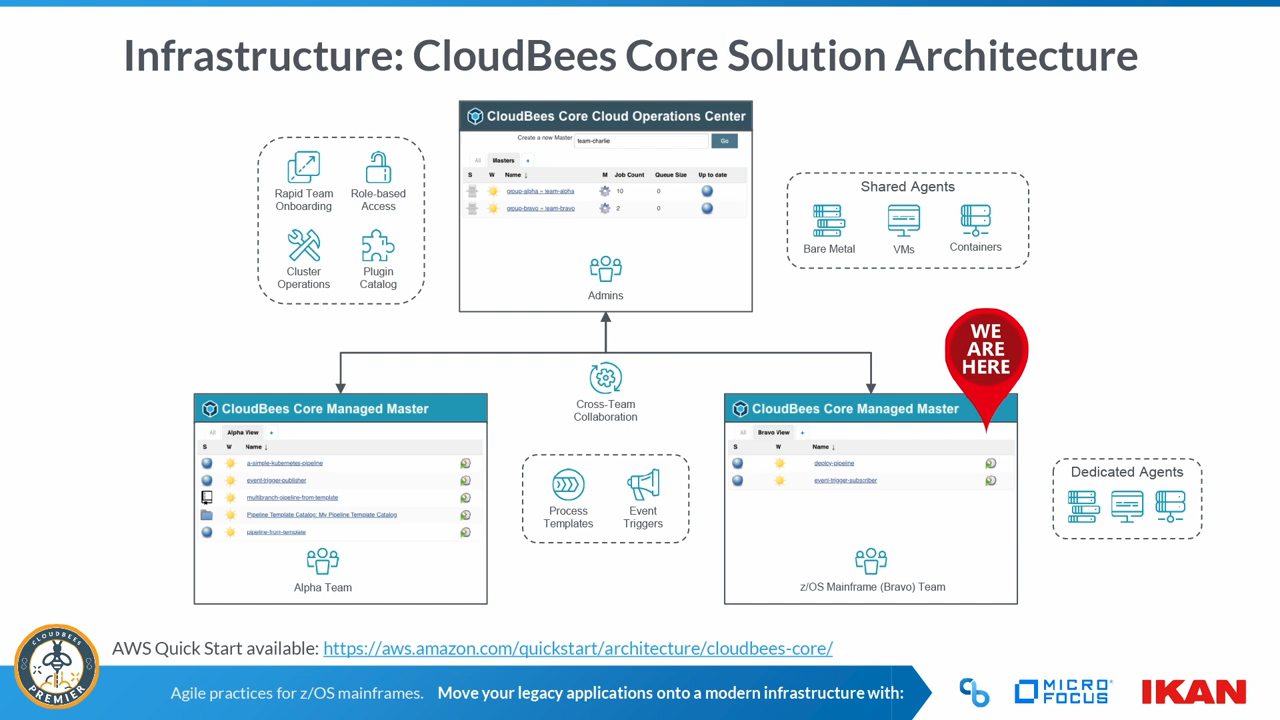 Infrastructure: CloudBees Core Solution Architecture
CloudBees Core Cloud Operations Center
Create a new Master team-charlie Go
All Masters +
S W Name ↓ M Job Count Queue Size Up to date
group-alpha » team-alpha 10 0
group-bravo » team-bravo 2 0
Admins
Rapid Team
Onboarding
Role-based
Access
Cluster
Operations
Plugin
Catalog
Shared Agents
Bare Metal
VMs
Containers
WE
ARE
HERE
Cross-Team
Collaboration
CloudBees Core Managed Master
All Alpha View +
S W Name ↓
a-simple-kubernetes-pipeline
event-trigger-publisher
multibranch-pipeline-from-template
Pipeline Template Catalog: My Pipeline Template Catalog
pipeline-from-template
Alpha Team
Process
Templates
Event
Triggers
CloudBees Core Managed Master
All Bravo View +
S W Name ↓
deploy-pipeline
event-trigger-subscriber
z/OS Mainframe (Bravo) Team
Dedicated Agents
CLOUDBEES
PREMIER
AWS Quick Start available: https://aws.amazon.com/quickstart/architecture/cloudbees-core/
Agile practices for z/OS mainframes. Move your legacy applications onto a modern infrastructure with:
MICRO
FOCUS
IKAN